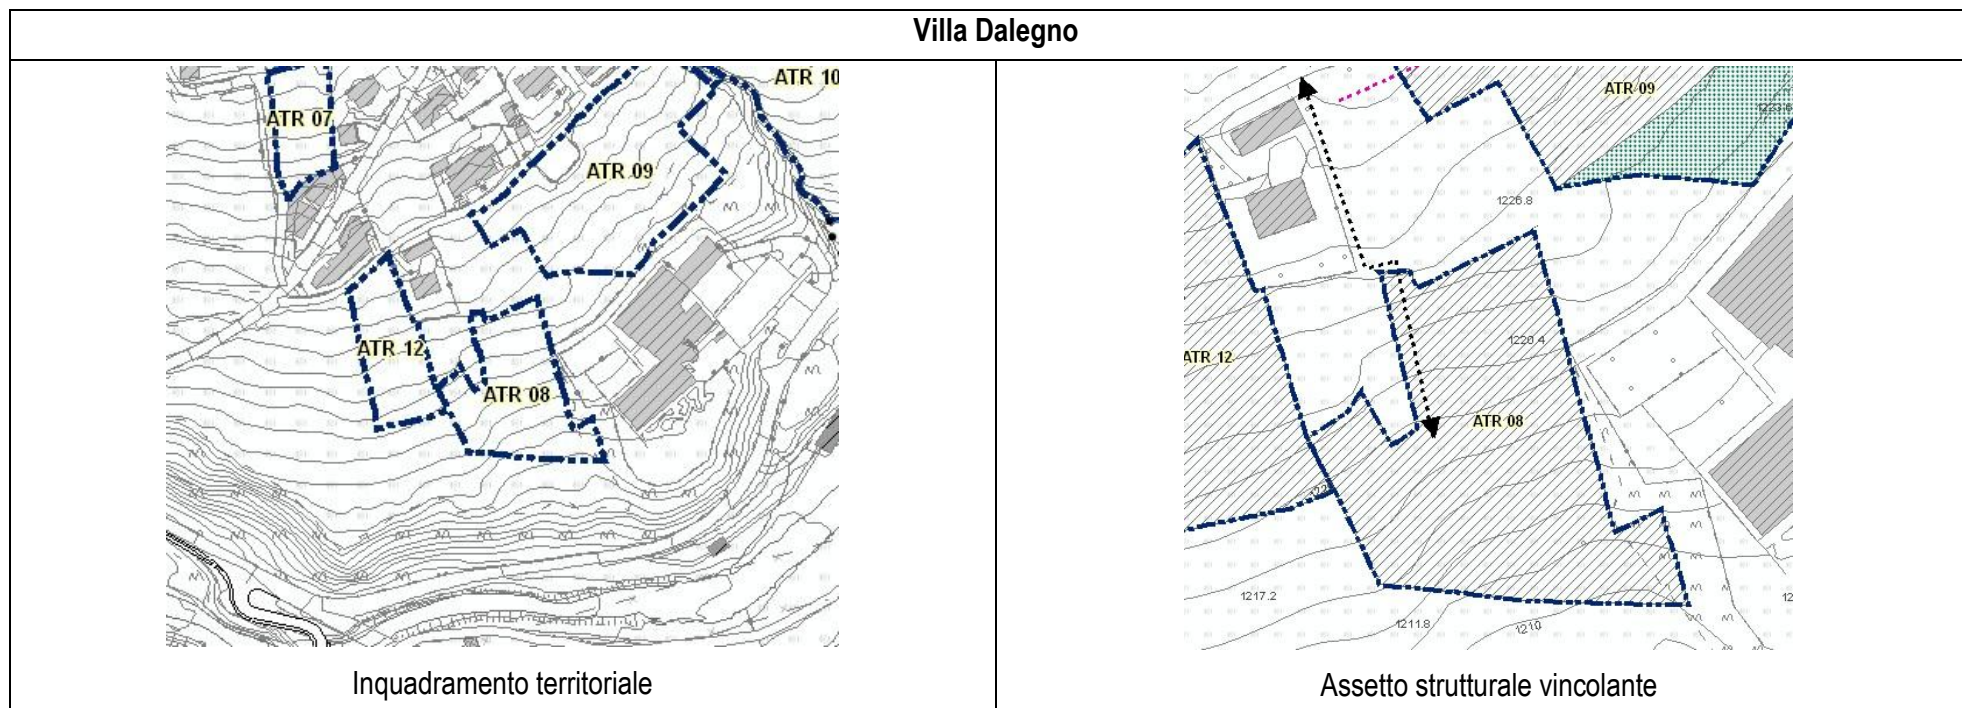 Villa Dalegno
ATR 10
ATR 07
ATR 09
ATR 12
ATR 08
Inquadramento territoriale
ATR 09
1226.8
ATR 12
1220.4
ATR 08
1217.2
1211.8
1210
Assetto strutturale vincolante